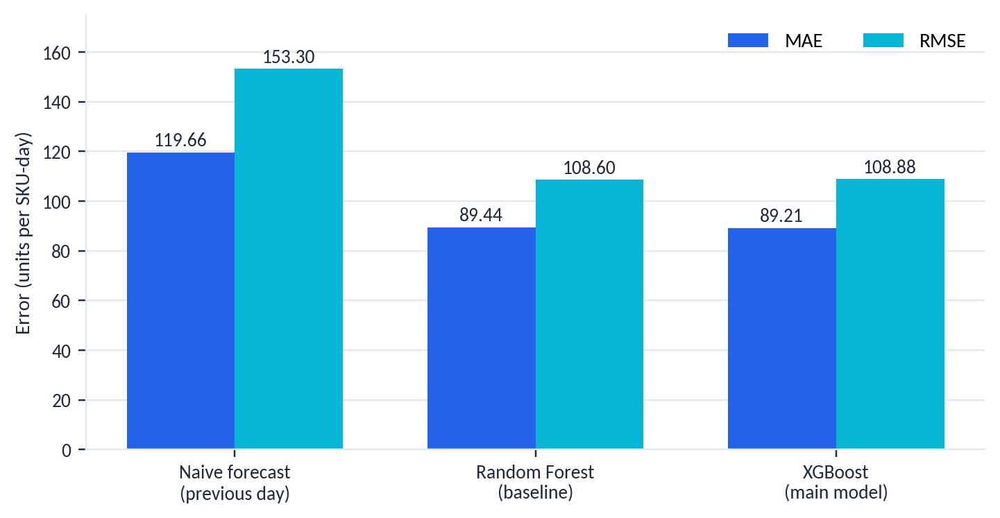 MAE
RMSE
Error (units per SKU-day)
160
140
120
100
80
60
40
20
0
119.66
153.30
89.44
108.60
89.21
108.88
Naive forecast
(previous day)
Random Forest
(baseline)
XGBoost
(main model)